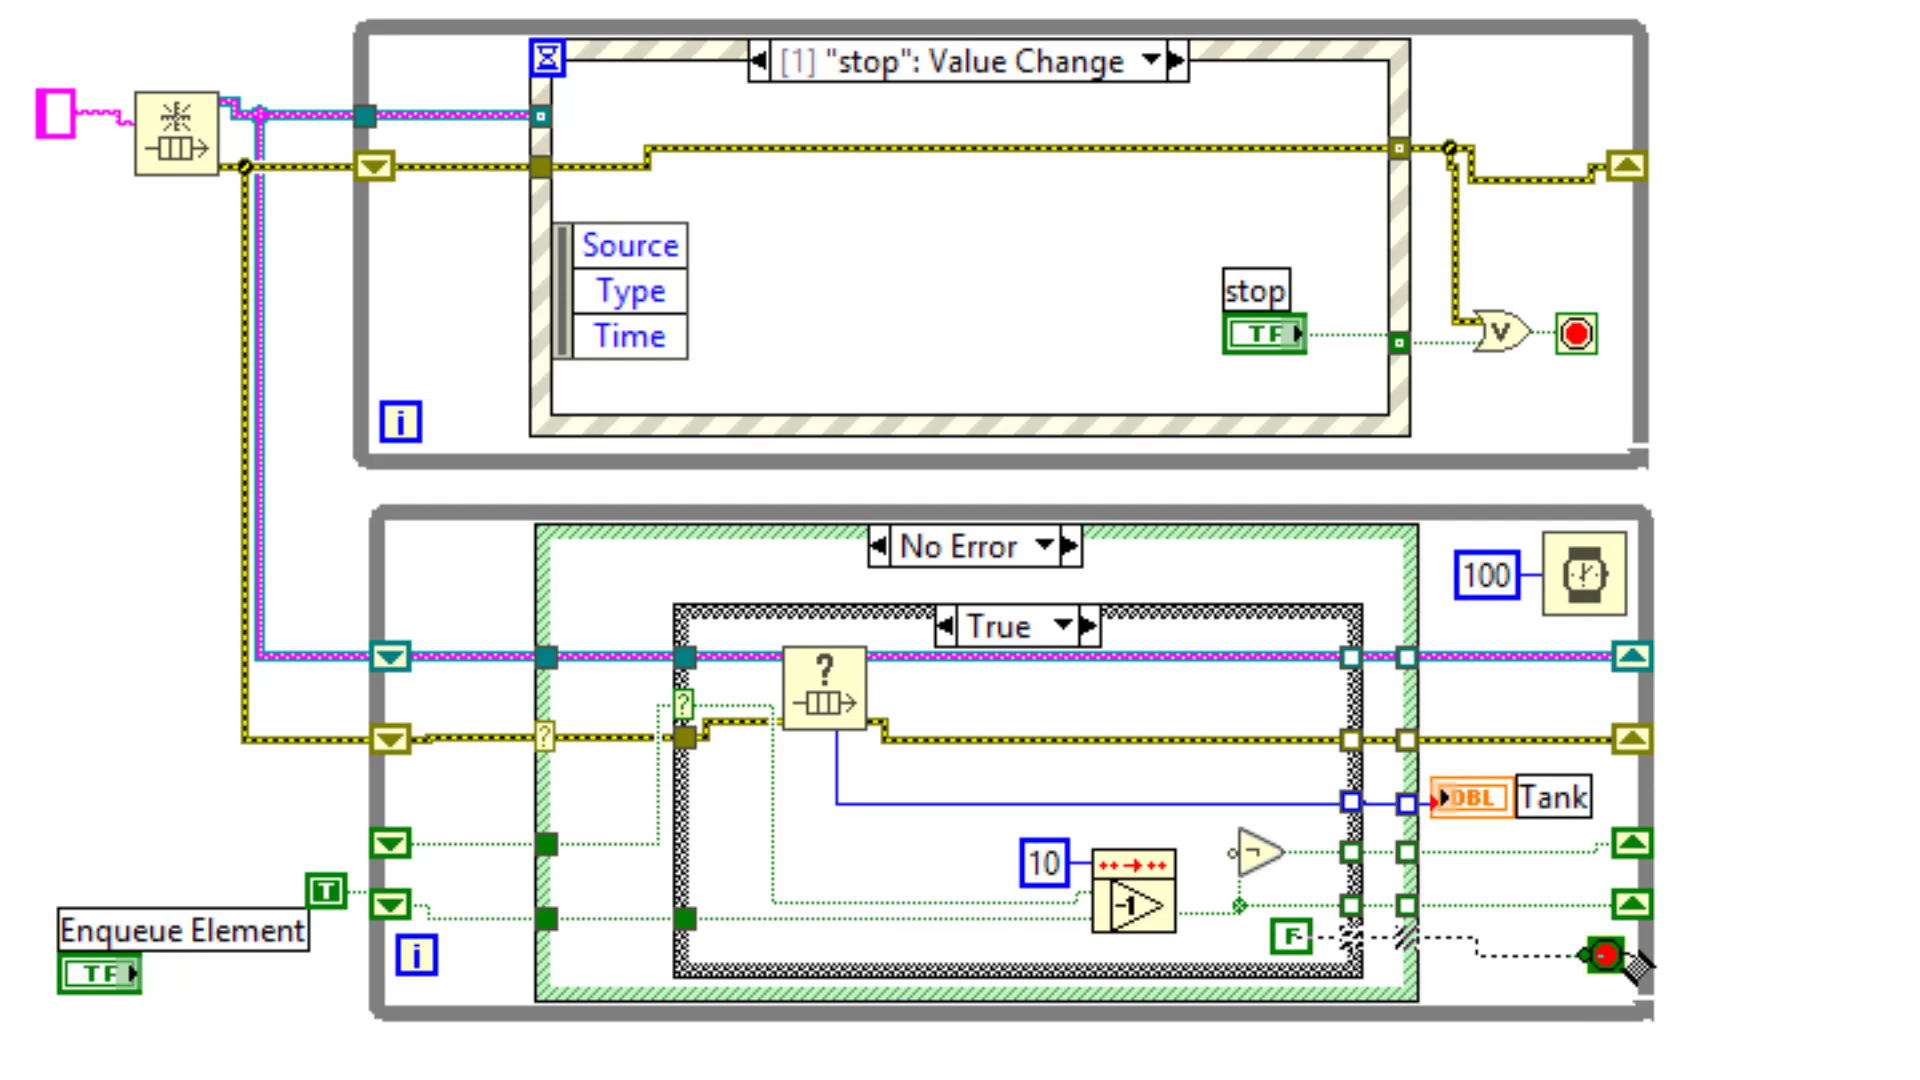 [1] "stop": Value Change
Source
Type
Time
stop
TF
V
i
No Error
100
True
?
?
?
DBL Tank
10
-1
T
Enqueue Element
TF
i
F